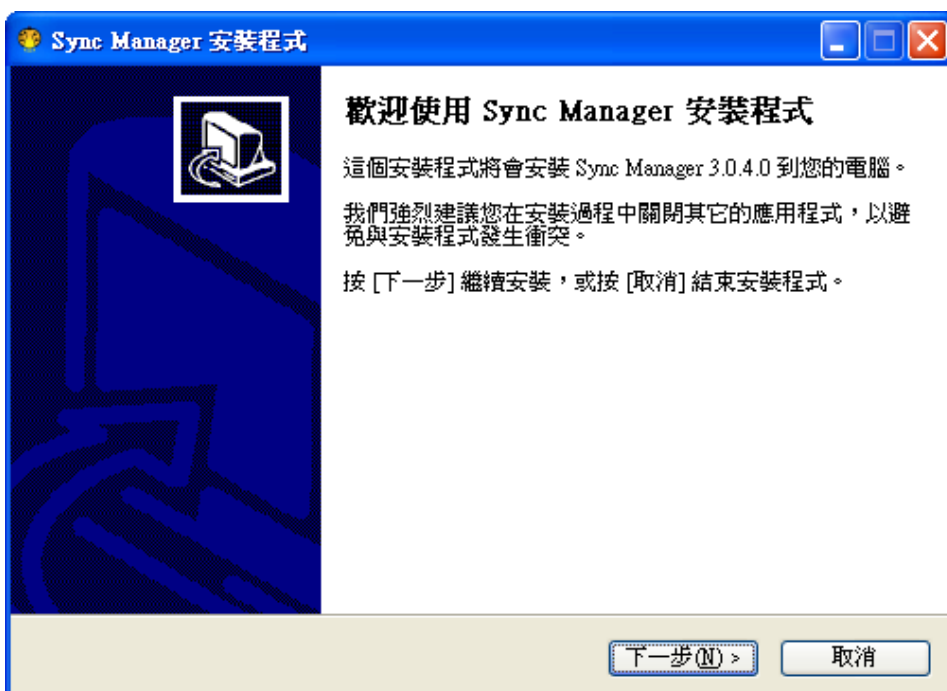 Sync Manager 安裝程式
歡迎使用 Sync Manager 安裝程式
這個安裝程式將會安裝 Sync Manager 3.0.4.0 到您的電腦。
我們強烈建議您在安裝過程中關閉其它的應用程式，以避
免與安裝程式發生衝突。
按 [下一步] 繼續安裝，或按 [取消] 結束安裝程式。
下一步(N) >
取消